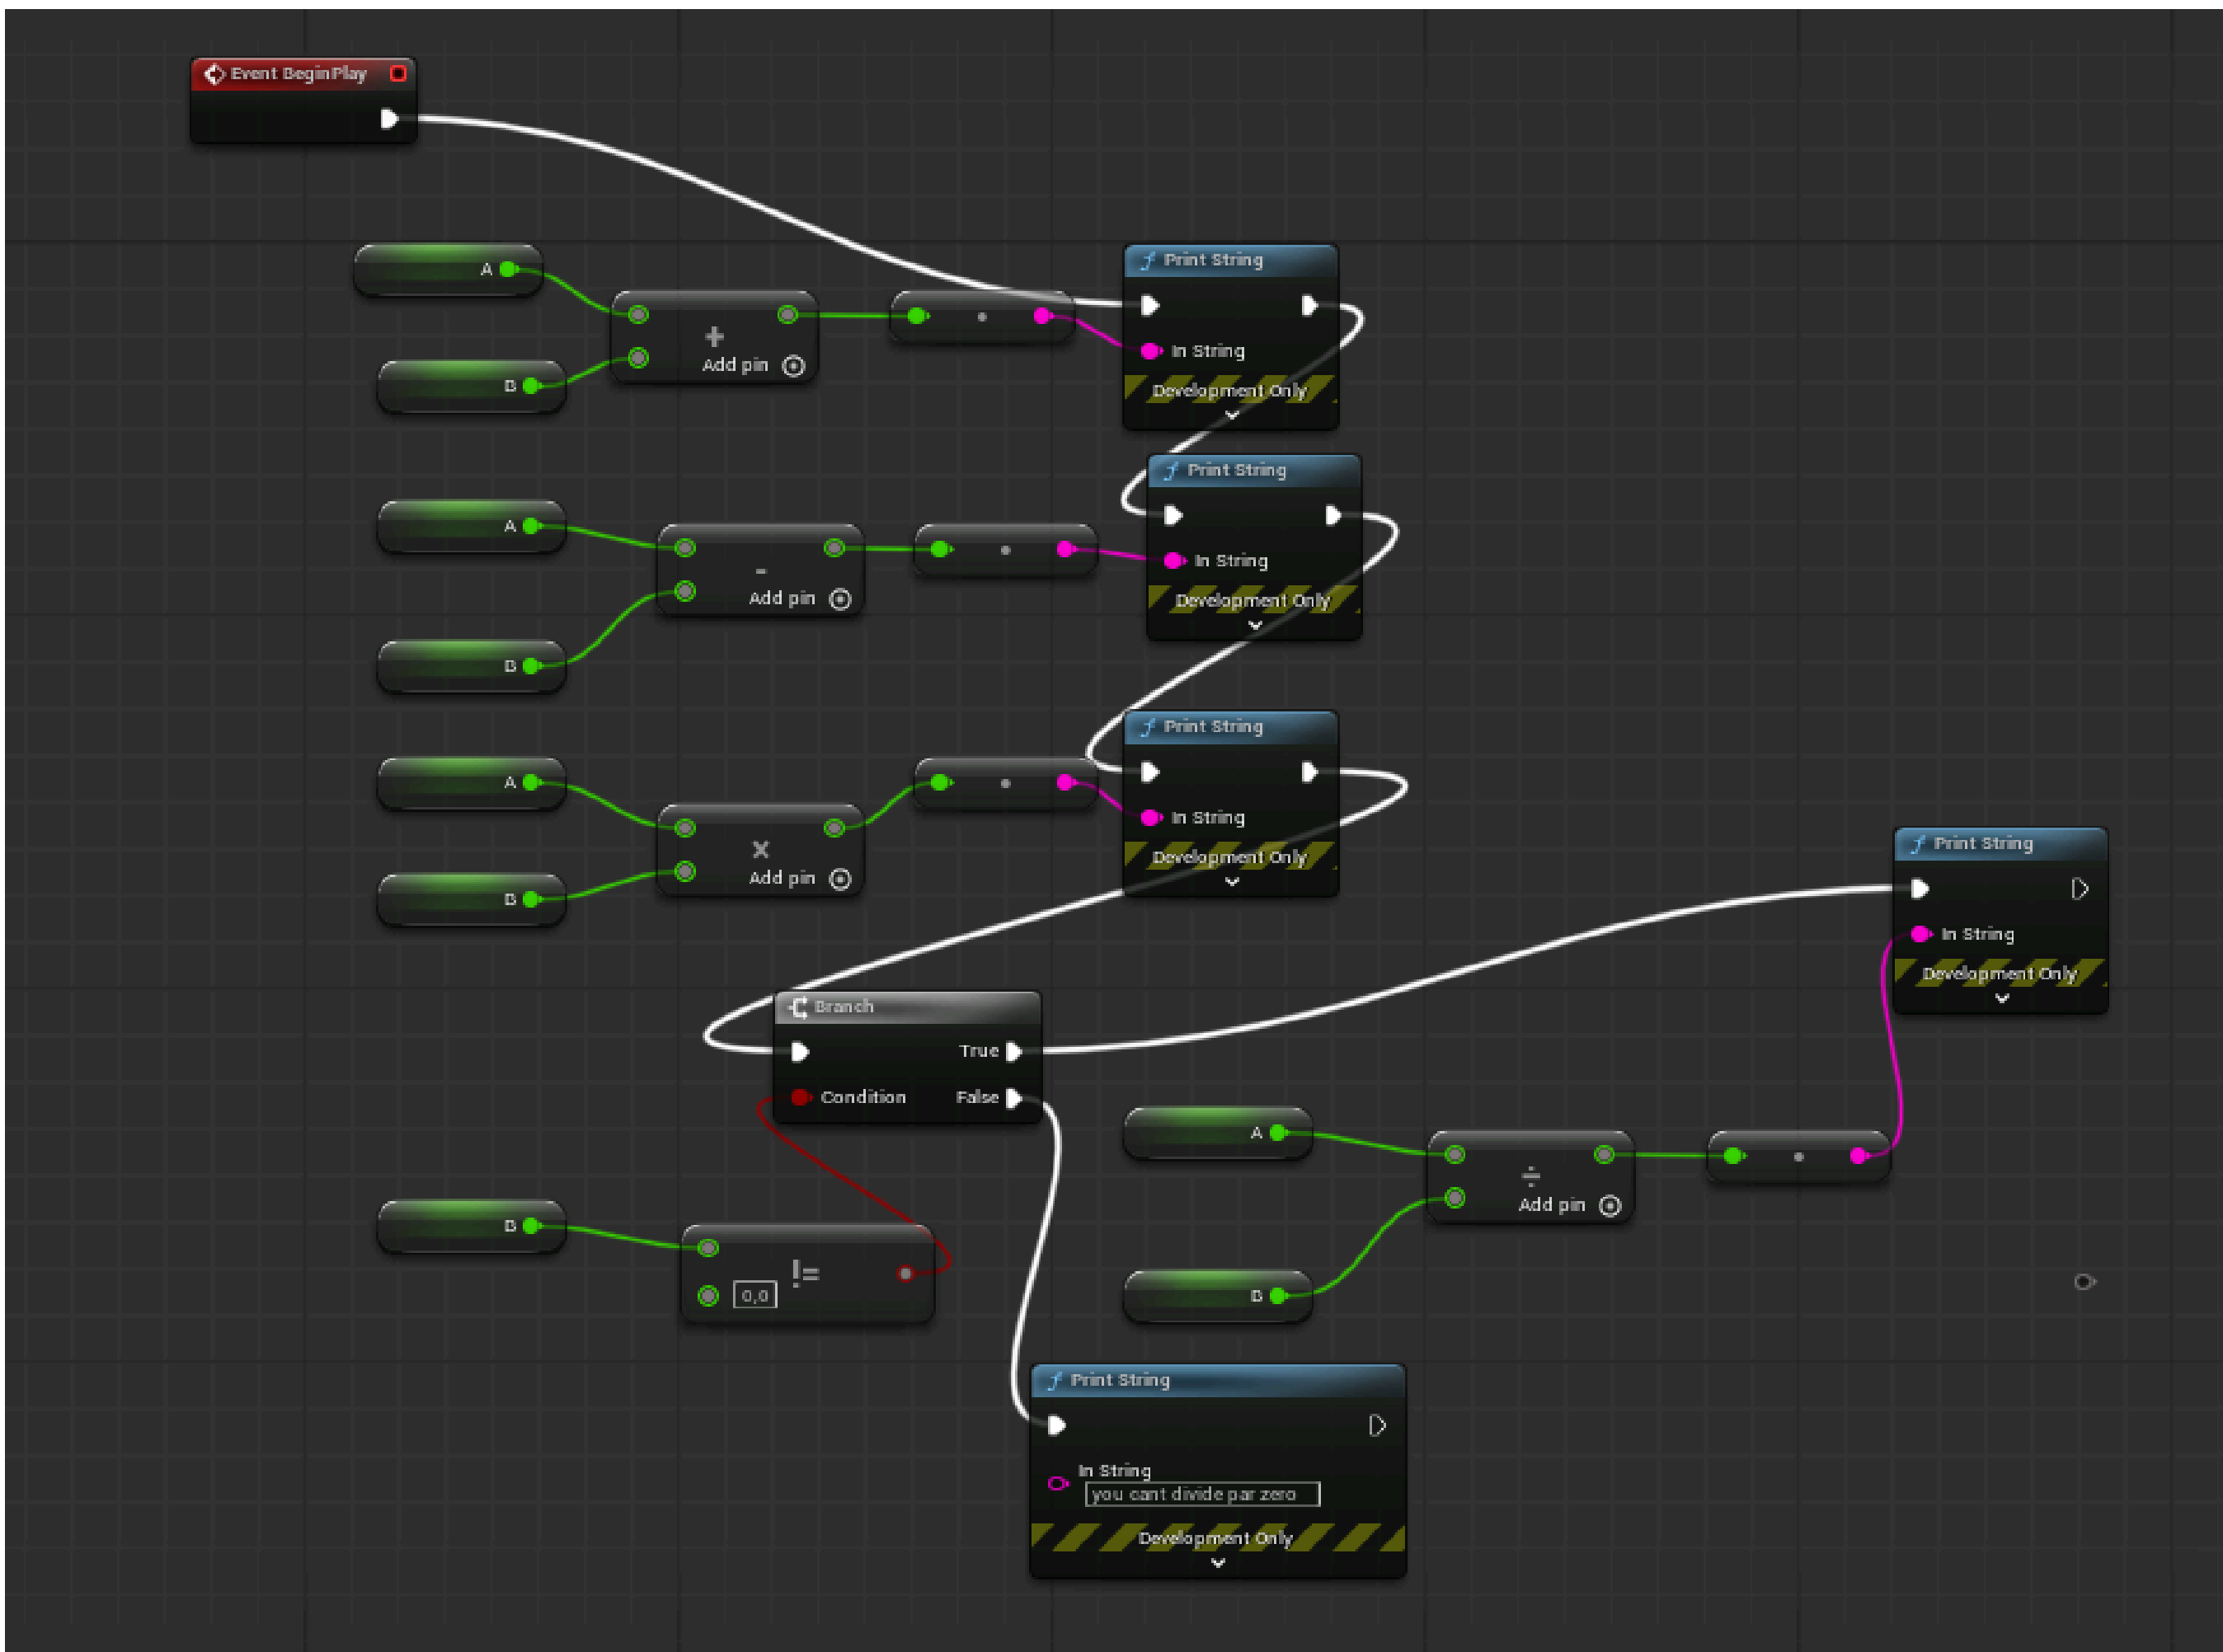 Event BeginPlay
A
B
+
Add pin
Print String
In String
Development Only
A
B
-
Add pin
Print String
In String
Development Only
A
B
x
Add pin
Print String
In String
Development Only
Branch
True
Condition
False
B
!=
0,0
A
B
÷
Add pin
Print String
In String
Development Only
Print String
In String
you cant divide par zero
Development Only